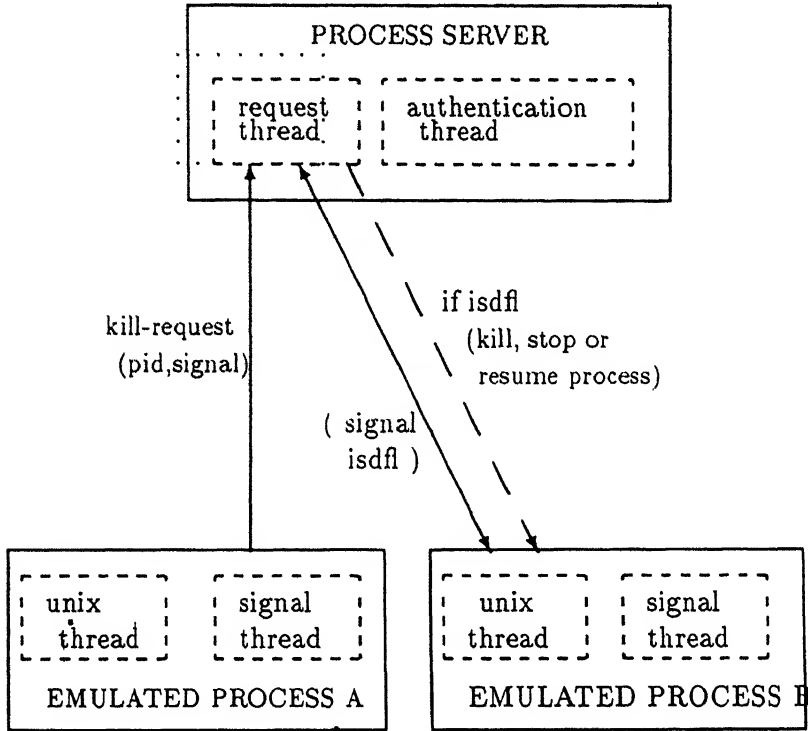 PROCESS SERVER
request
thread
authentication
thread
kill-request
(pid,signal)
if isdfl
(kill, stop or
resume process)
( signal
isdfl )
unix
thread
signal
thread
EMULATED PROCESS A
unix
thread
signal
thread
EMULATED PROCESS